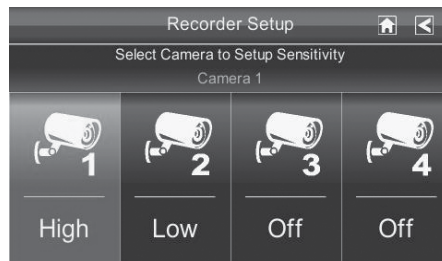 Recorder Setup
Select Camera to Setup Sensitivity
Camera 1
1 2 3 4
High Low Off Off